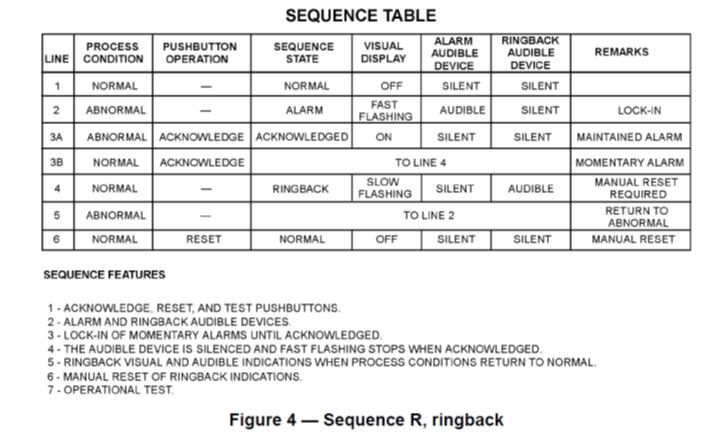 SEQUENCE TABLE
LINE PROCESS CONDITION PUSHBUTTON OPERATION SEQUENCE STATE VISUAL DISPLAY ALARM AUDIBLE DEVICE RINGBACK AUDIBLE DEVICE REMARKS
1 NORMAL — NORMAL OFF SILENT SILENT
2 ABNORMAL — ALARM FAST FLASHING AUDIBLE SILENT LOCK-IN
3A ABNORMAL ACKNOWLEDGE ACKNOWLEDGED ON SILENT SILENT MAINTAINED ALARM
3B NORMAL ACKNOWLEDGE TO LINE 4 MOMENTARY ALARM
4 NORMAL — RINGBACK SLOW FLASHING SILENT AUDIBLE MANUAL RESET REQUIRED
5 ABNORMAL — TO LINE 2 RETURN TO ABNORMAL
6 NORMAL RESET NORMAL OFF SILENT SILENT MANUAL RESET
SEQUENCE FEATURES
1 - ACKNOWLEDGE, RESET, AND TEST PUSHBUTTONS.
2 - ALARM AND RINGBACK AUDIBLE DEVICES.
3 - LOCK-IN OF MOMENTARY ALARMS UNTIL ACKNOWLEDGED.
4 - THE AUDIBLE DEVICE IS SILENCED AND FAST FLASHING STOPS WHEN ACKNOWLEDGED.
5 - RINGBACK VISUAL AND AUDIBLE INDICATIONS WHEN PROCESS CONDITIONS RETURN TO NORMAL.
6 - MANUAL RESET OF RINGBACK INDICATIONS.
7 - OPERATIONAL TEST.
Figure 4 — Sequence R, ringback